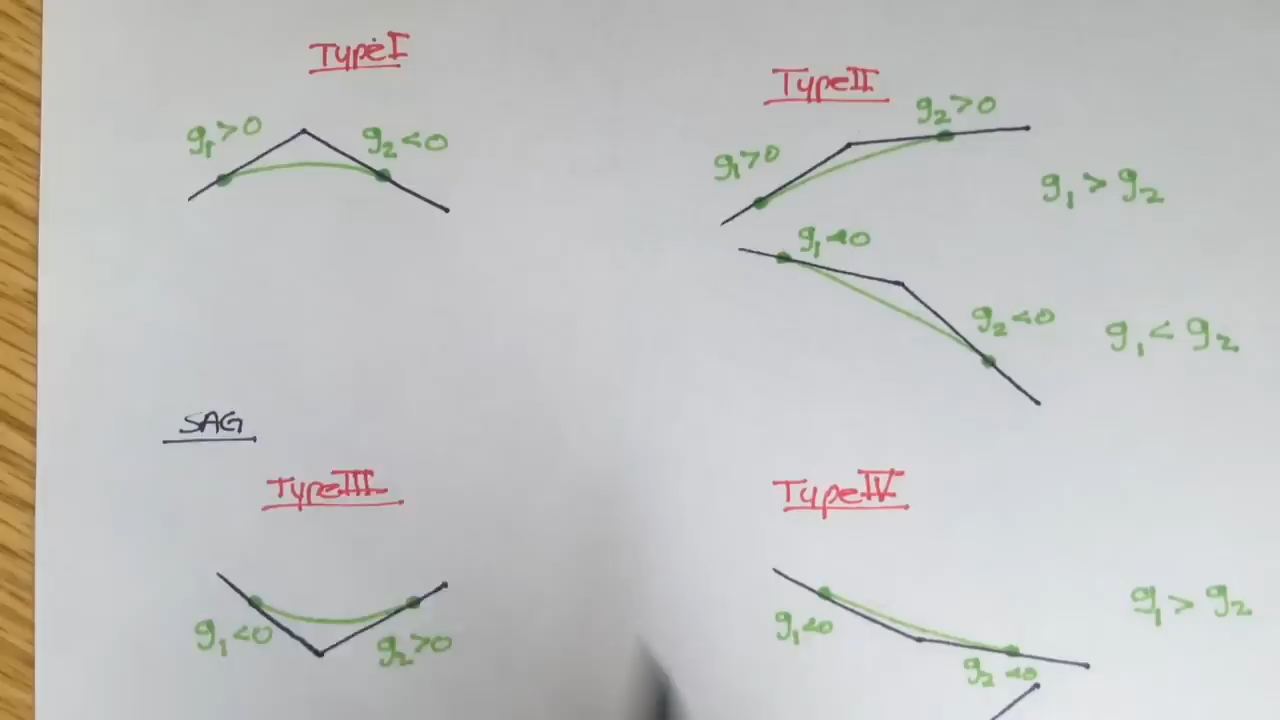 Type I
g₁>0
g₂<0
Type II
g₁>0
g₂>0
g₁ > g₂
g₁<0
g₂<0
g₁ < g₂
SAG
Type III
g₁<0
g₂>0
Type IV
g₁<0
g₂<0
g₁ > g₂